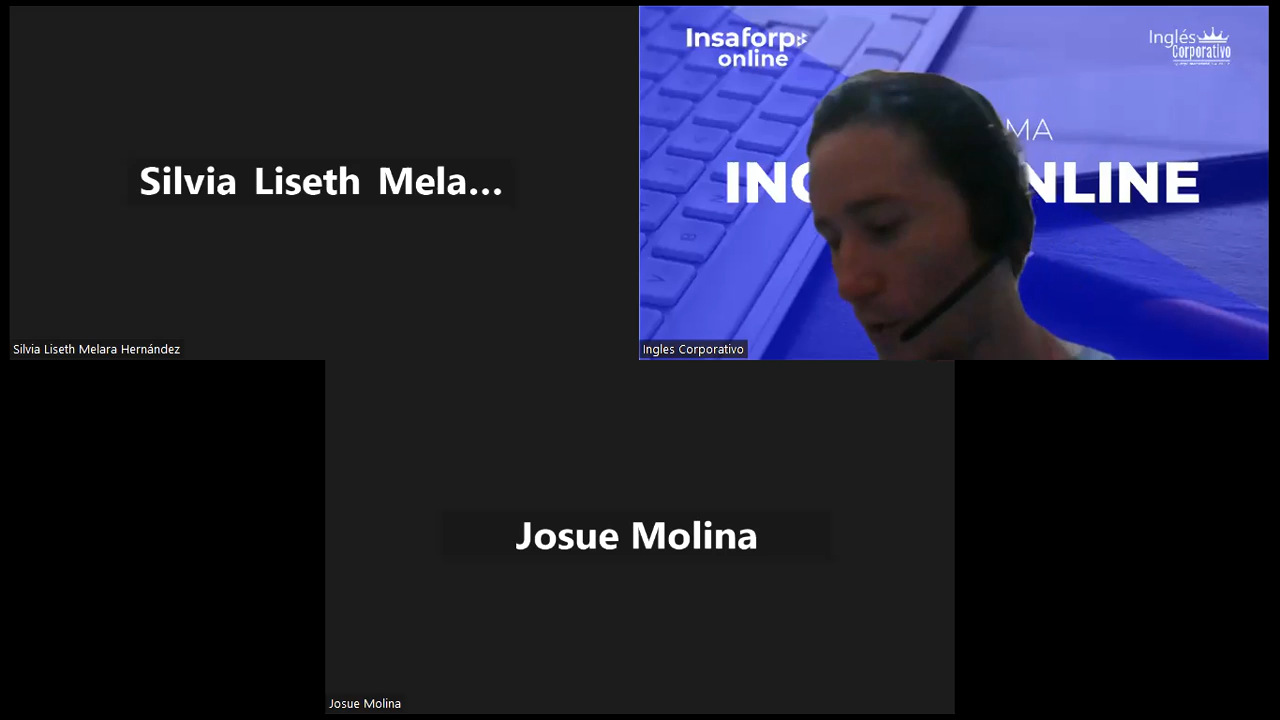 Silvia Liseth Mela...
Silvia Liseth Melara Hernández
Insaforp
online
Inglés
Corporativo
MA
ING NLINE
Ingles Corporativo
Josue Molina
Josue Molina